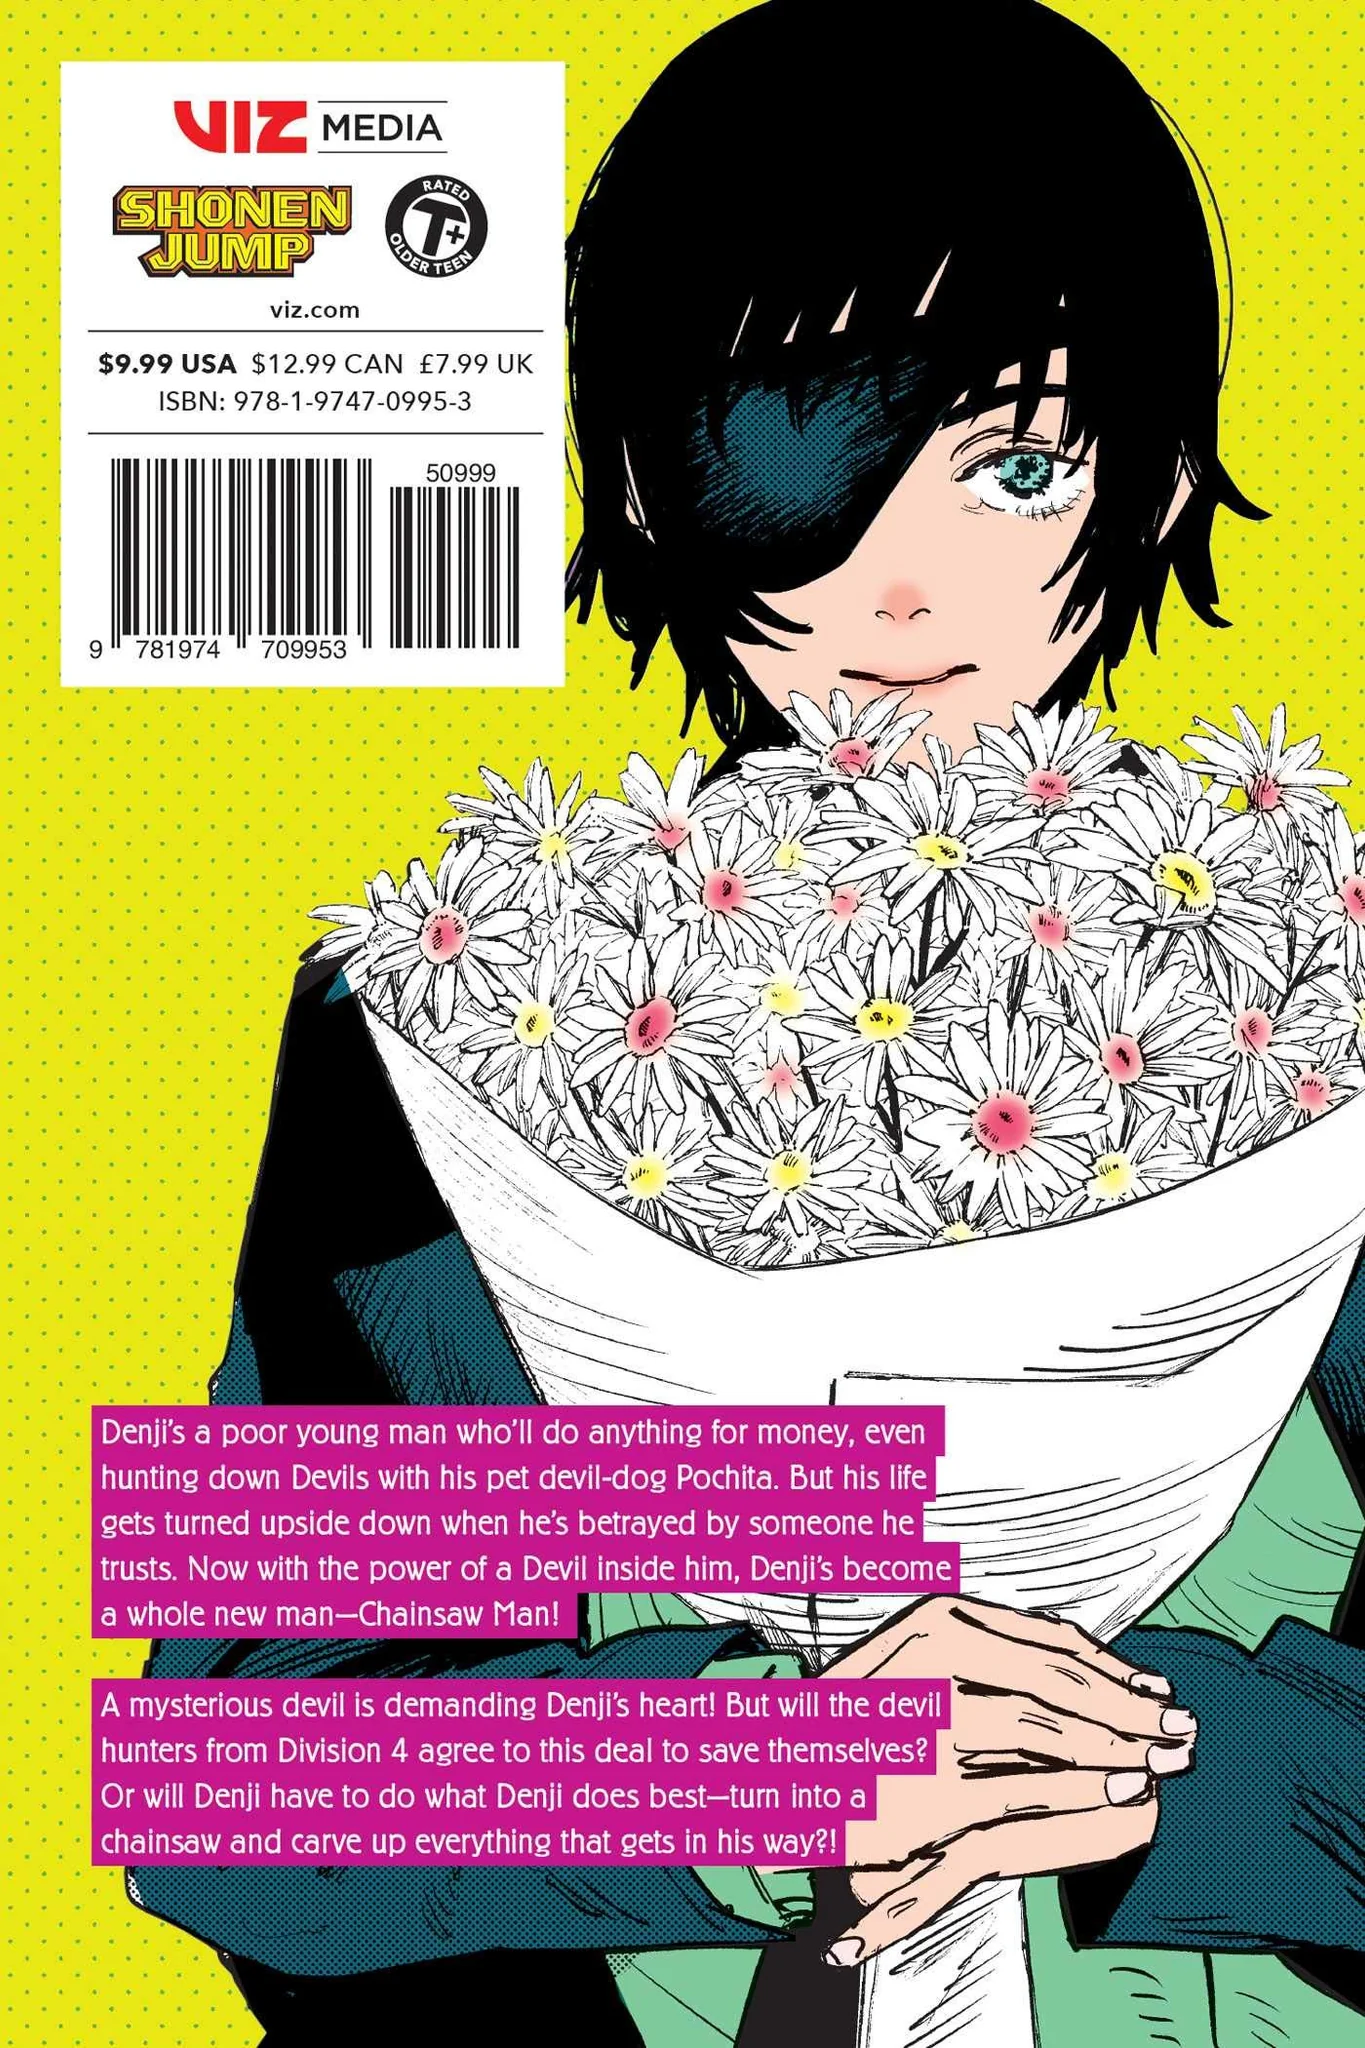 VIZ MEDIA
SHONEN
JUMP
RATED
T+
OLDER TEEN
viz.com
$9.99 USA $12.99 CAN £7.99 UK
ISBN: 978-1-9747-0995-3
50999
9 781974 709953
Denji's a poor young man who'll do anything for money, even
hunting down Devils with his pet devil-dog Pochita. But his life
gets turned upside down when he's betrayed by someone he
trusts. Now with the power of a Devil inside him, Denji's become
a whole new man—Chainsaw Man!
A mysterious devil is demanding Denji's heart! But will the devil
hunters from Division 4 agree to this deal to save themselves?
Or will Denji have to do what Denji does best—turn into a
chainsaw and carve up everything that gets in his way?!